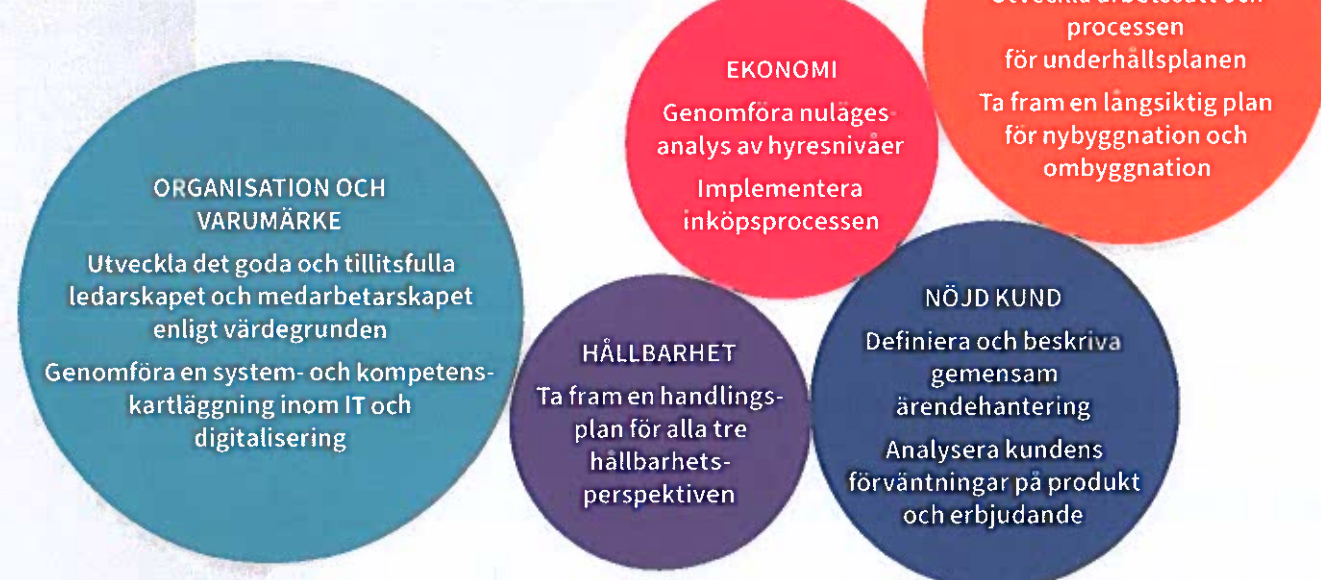 ORGANISATION OCH
VARUMÄRKE
Utveckla det goda och tillitsfulla
ledarskapet och medarbetarskapet
enligt värdegrunden
Genomföra en system- och kompetens-
kartläggning inom IT och
digitalisering
EKONOMI
Genomföra nuläges-
analys av hyresnivåer
Implementera
inköpsprocessen
HÅLLBARHET
Ta fram en handlings-
plan för alla tre
hållbarhets-
perspektiven
processen
för underhållsplanen
Ta fram en långsiktig plan
för nybyggnation och
ombyggnation
NÖJD KUND
Definiera och beskriva
gemensam
ärendehantering
Analysera kundens
förväntningar på produkt
och erbjudande